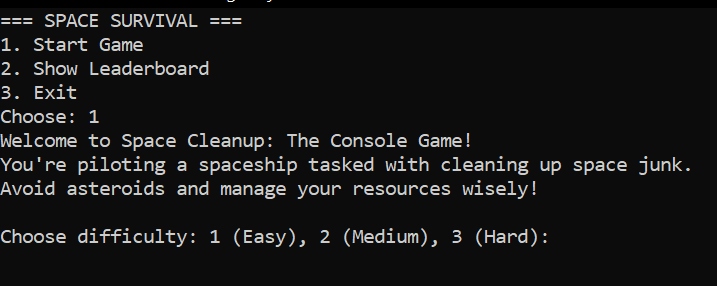 === SPACE SURVIVAL ===
1. Start Game
2. Show Leaderboard
3. Exit
Choose: 1
Welcome to Space Cleanup: The Console Game!
You're piloting a spaceship tasked with cleaning up space junk.
Avoid asteroids and manage your resources wisely!

Choose difficulty: 1 (Easy), 2 (Medium), 3 (Hard):